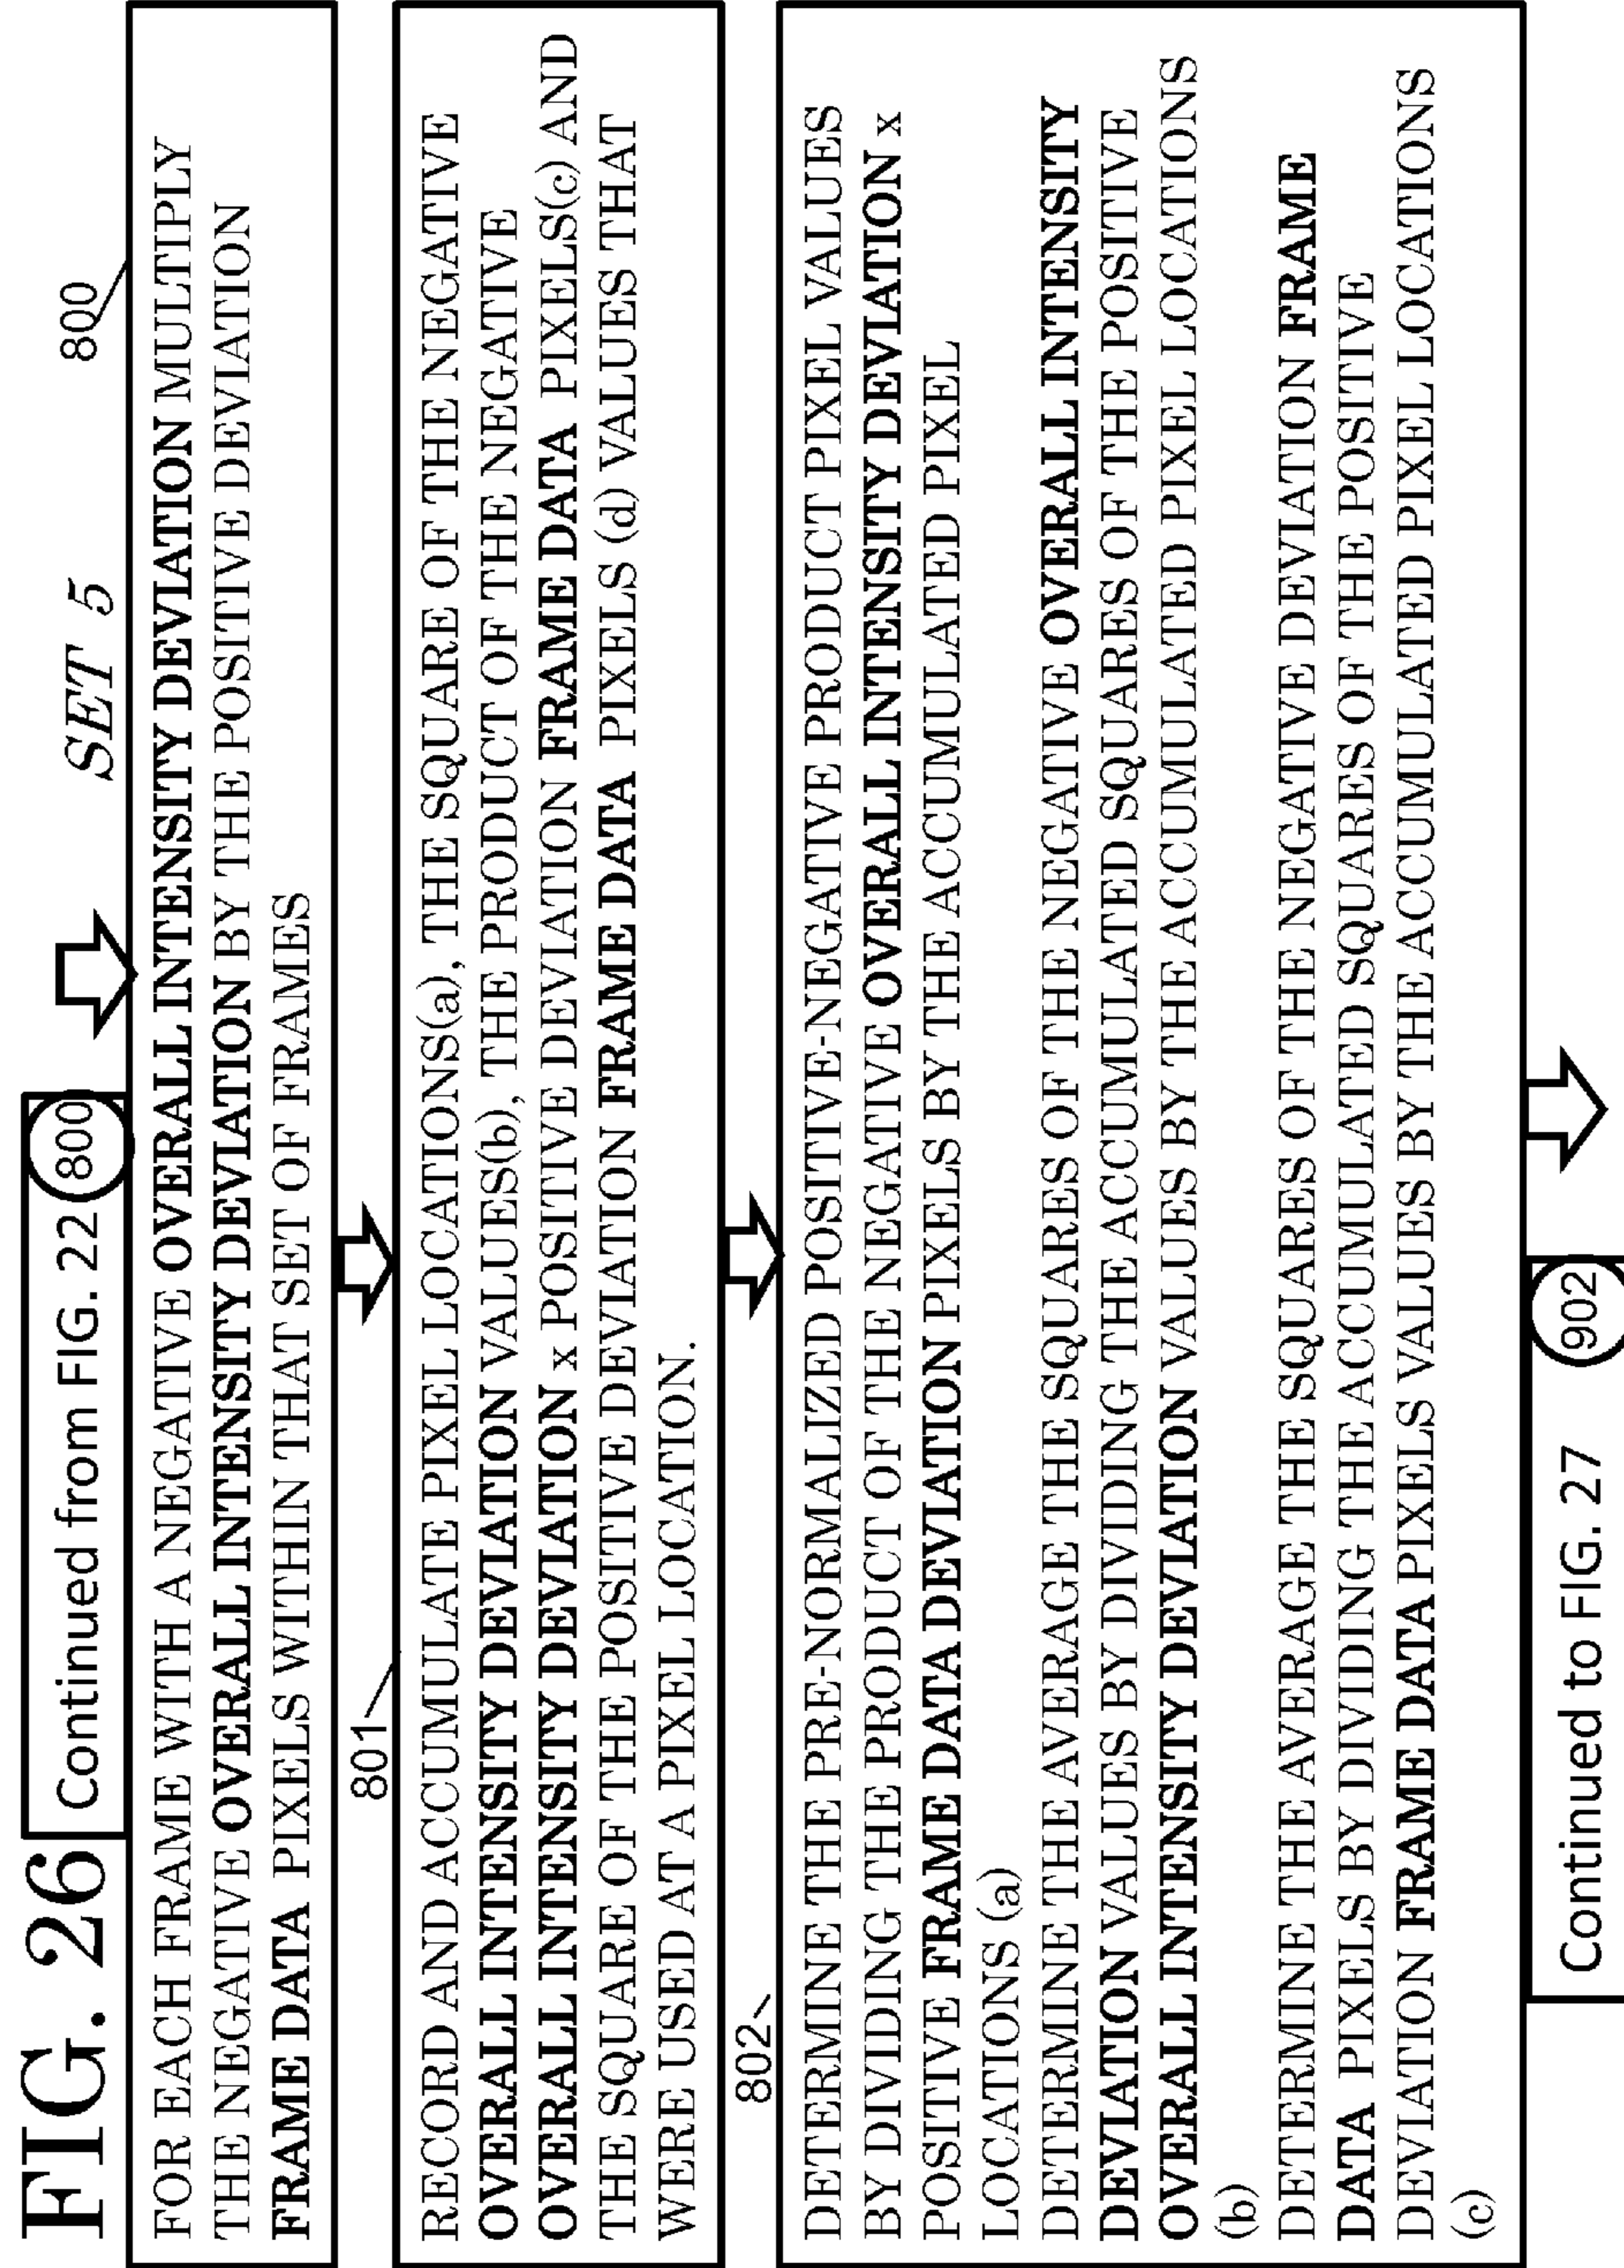 FIG. 26
Continued from FIG. 22 800
SET 5
800
FOR EACH FRAME WITH A NEGATIVE OVERALL INTENSITY DEVIATION MULTIPLY
THE NEGATIVE OVERALL INTENSITY DEVIATION BY THE POSITIVE DEVIATION
FRAME DATA PIXELS WITHIN THAT SET OF FRAMES
801
RECORD AND ACCUMULATE PIXEL LOCATIONS(a), THE SQUARE OF THE NEGATIVE
OVERALL INTENSITY DEVIATION VALUES(b), THE PRODUCT OF THE NEGATIVE
OVERALL INTENSITY DEVIATION x POSITIVE DEVIATION FRAME DATA PIXELS(c) AND
THE SQUARE OF THE POSITIVE DEVIATION FRAME DATA PIXELS (d) VALUES THAT
WERE USED AT A PIXEL LOCATION.
802
DETERMINE THE PRE-NORMALIZED POSITIVE-NEGATIVE PRODUCT PIXEL VALUES
BY DIVIDING THE PRODUCT OF THE NEGATIVE OVERALL INTENSITY DEVIATION x
POSITIVE FRAME DATA DEVIATION PIXELS BY THE ACCUMULATED PIXEL
LOCATIONS (a)
DETERMINE THE AVERAGE THE SQUARES OF THE NEGATIVE OVERALL INTENSITY
DEVIATION VALUES BY DIVIDING THE ACCUMULATED SQUARES OF THE POSITIVE
OVERALL INTENSITY DEVIATION VALUES BY THE ACCUMULATED PIXEL LOCATIONS
(b)
DETERMINE THE AVERAGE THE SQUARES OF THE NEGATIVE DEVIATION FRAME
DATA PIXELS BY DIVIDING THE ACCUMULATED SQUARES OF THE POSITIVE
DEVIATION FRAME DATA PIXELS VALUES BY THE ACCUMULATED PIXEL LOCATIONS
(c)
Continued to FIG. 27 902